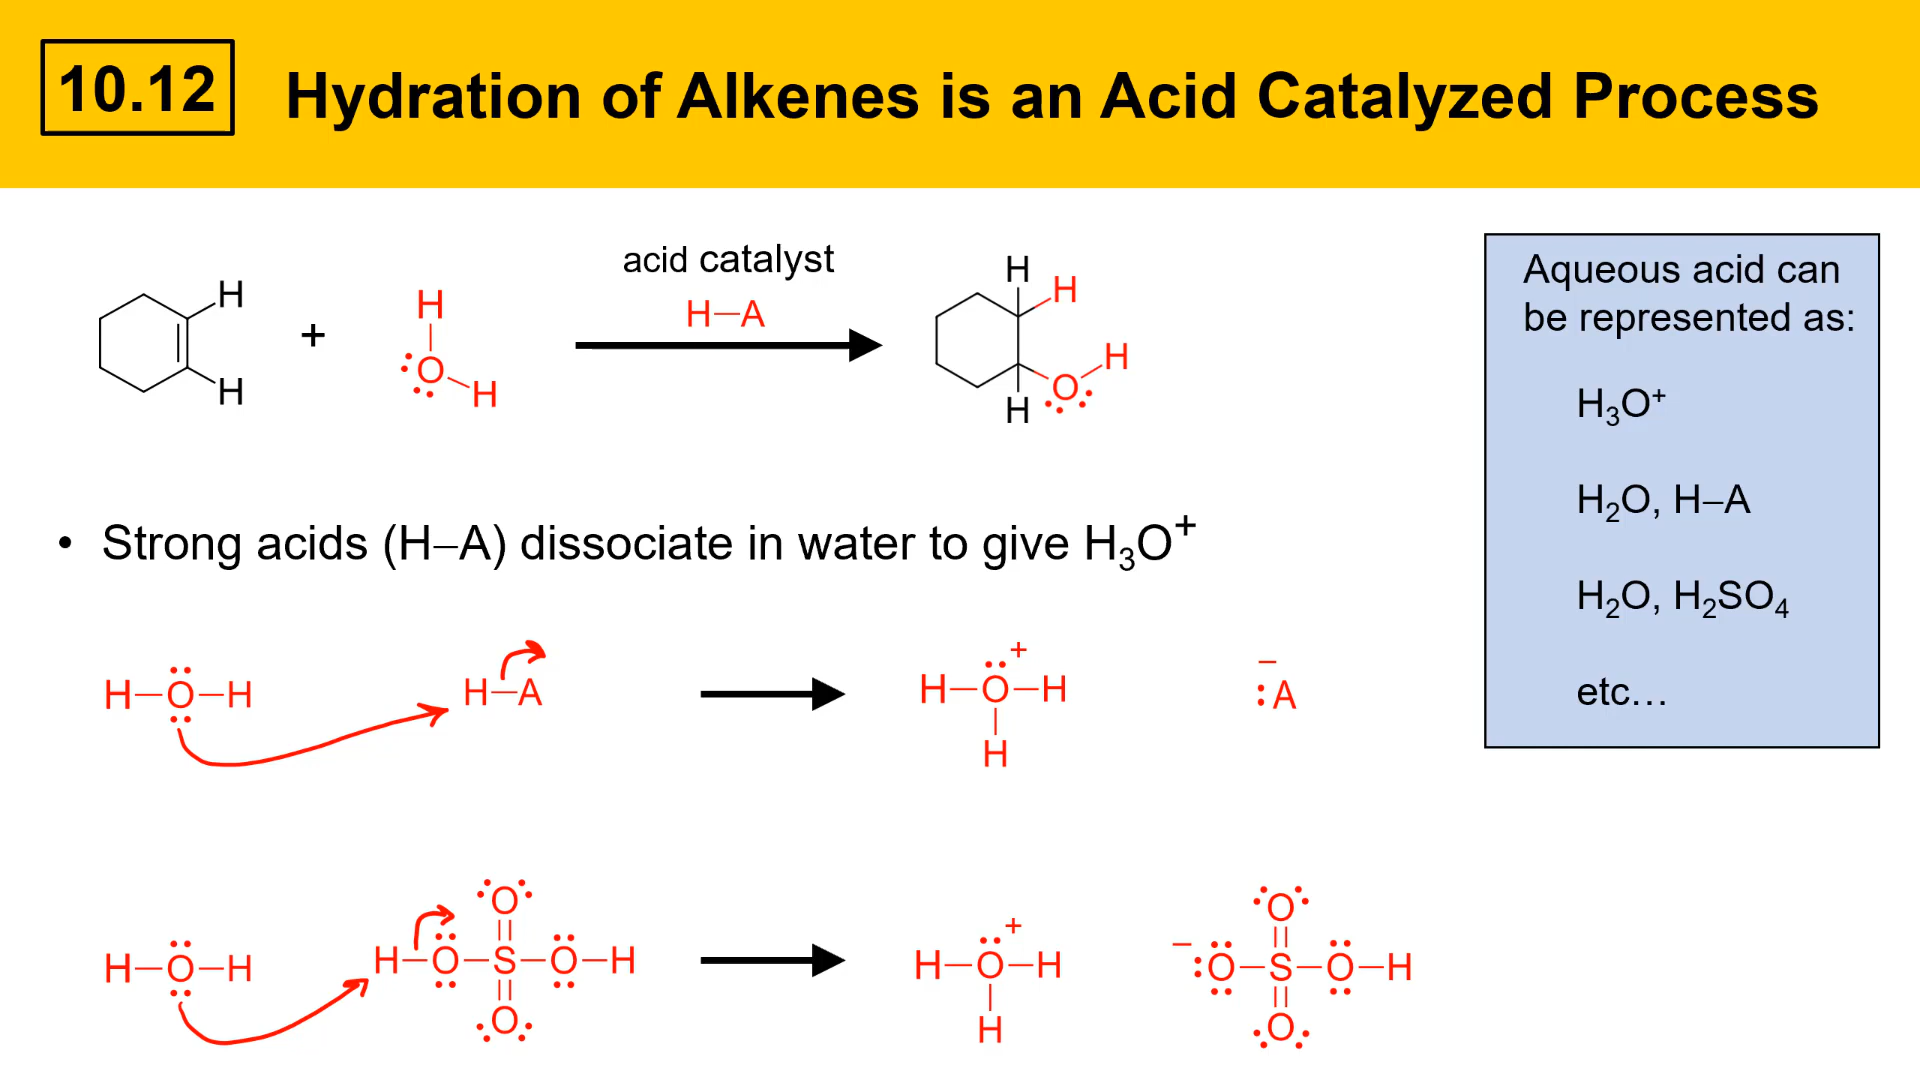 10.12
Hydration of Alkenes is an Acid Catalyzed Process
H
H
+
H
O
H
acid catalyst
H–A
H
H
H
O
H
Aqueous acid can
be represented as:
H₃O⁺
H₂O, H–A
H₂O, H₂SO₄
etc…
• Strong acids (H–A) dissociate in water to give H₃O⁺
H–O–H
H–A
+
H–O–H
H
–
:A
H–O–H
O
H–O–S–O–H
O
+
H–O–H
H
O
– :O–S–O–H
O